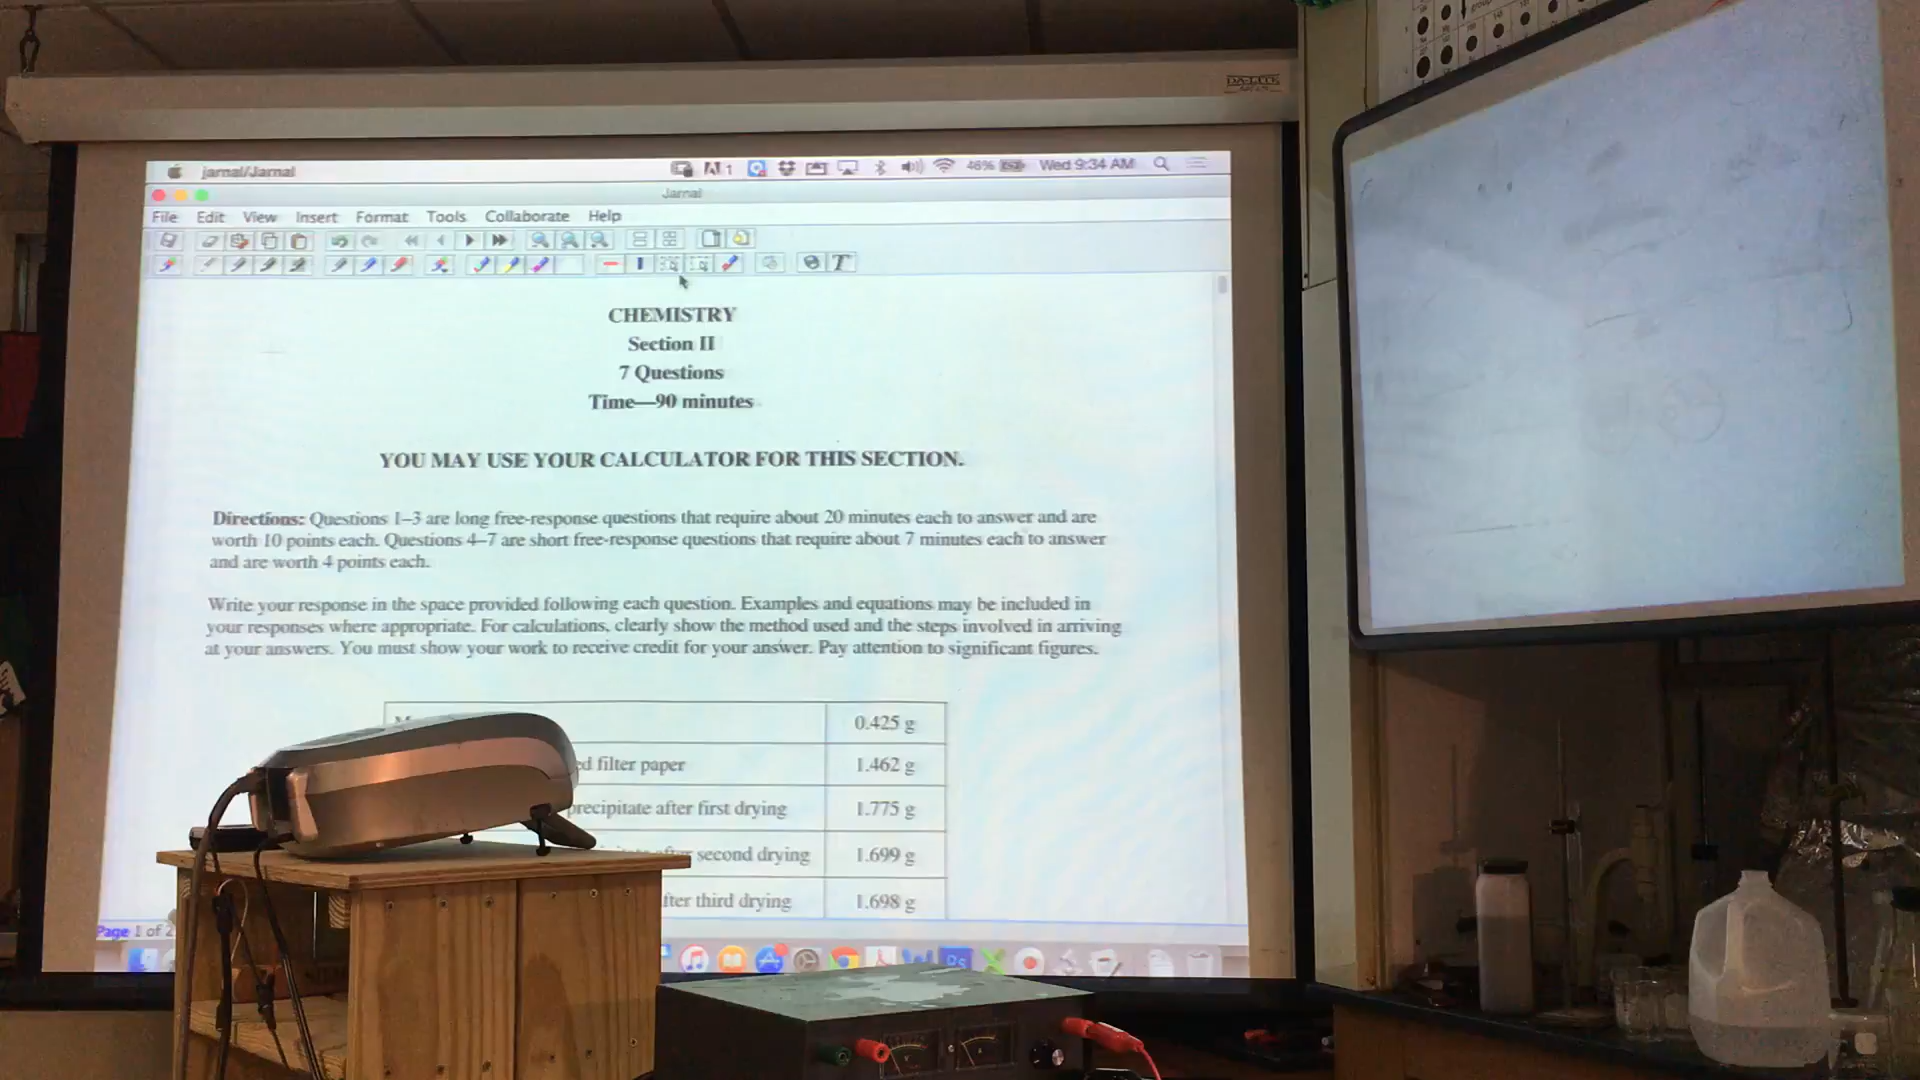 DA-LITE
jarnal/Jarnal
1
46%
Wed 9:34 AM
Jarnal
File Edit View Insert Format Tools Collaborate Help
T
CHEMISTRY
Section II
7 Questions
Time—90 minutes
YOU MAY USE YOUR CALCULATOR FOR THIS SECTION.
Directions: Questions 1–3 are long free-response questions that require about 20 minutes each to answer and are
worth 10 points each. Questions 4–7 are short free-response questions that require about 7 minutes each to answer
and are worth 4 points each.
Write your response in the space provided following each question. Examples and equations may be included in
your responses where appropriate. For calculations, clearly show the method used and the steps involved in arriving
at your answers. You must show your work to receive credit for your answer. Pay attention to significant figures.
0.425 g
filter paper 1.462 g
precipitate after first drying 1.775 g
after second drying 1.699 g
third drying 1.698 g
Page 1 of 2
Ps